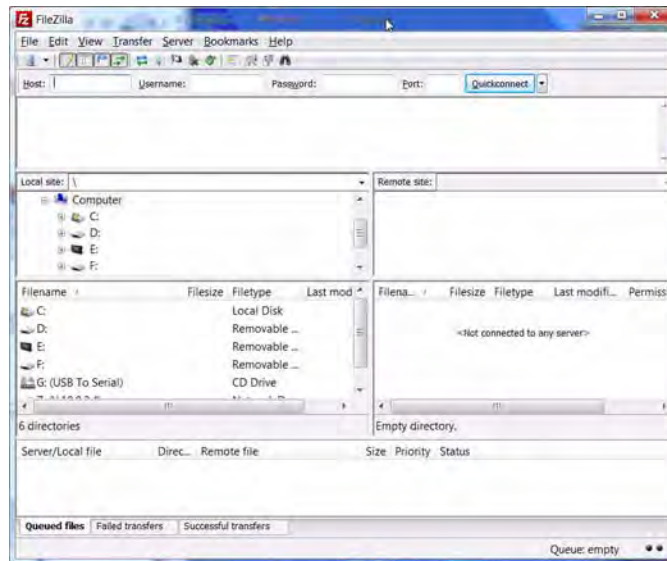 FileZilla
File Edit View Transfer Server Bookmarks Help
Host: Username: Password: Port: Quickconnect
Local site: \ Remote site:
Computer
C:
D:
E:
F:
Filename Filesize Filetype Last mod Filena... Filesize Filetype Last modifi... Permiss
C: Local Disk
D: Removable ...
<Not connected to any server>
E: Removable ...
F: Removable ...
G: (USB To Serial) CD Drive
6 directories Empty directory.
Server/Local file Direc... Remote file Size Priority Status
Queued files Failed transfers Successful transfers
Queue: empty